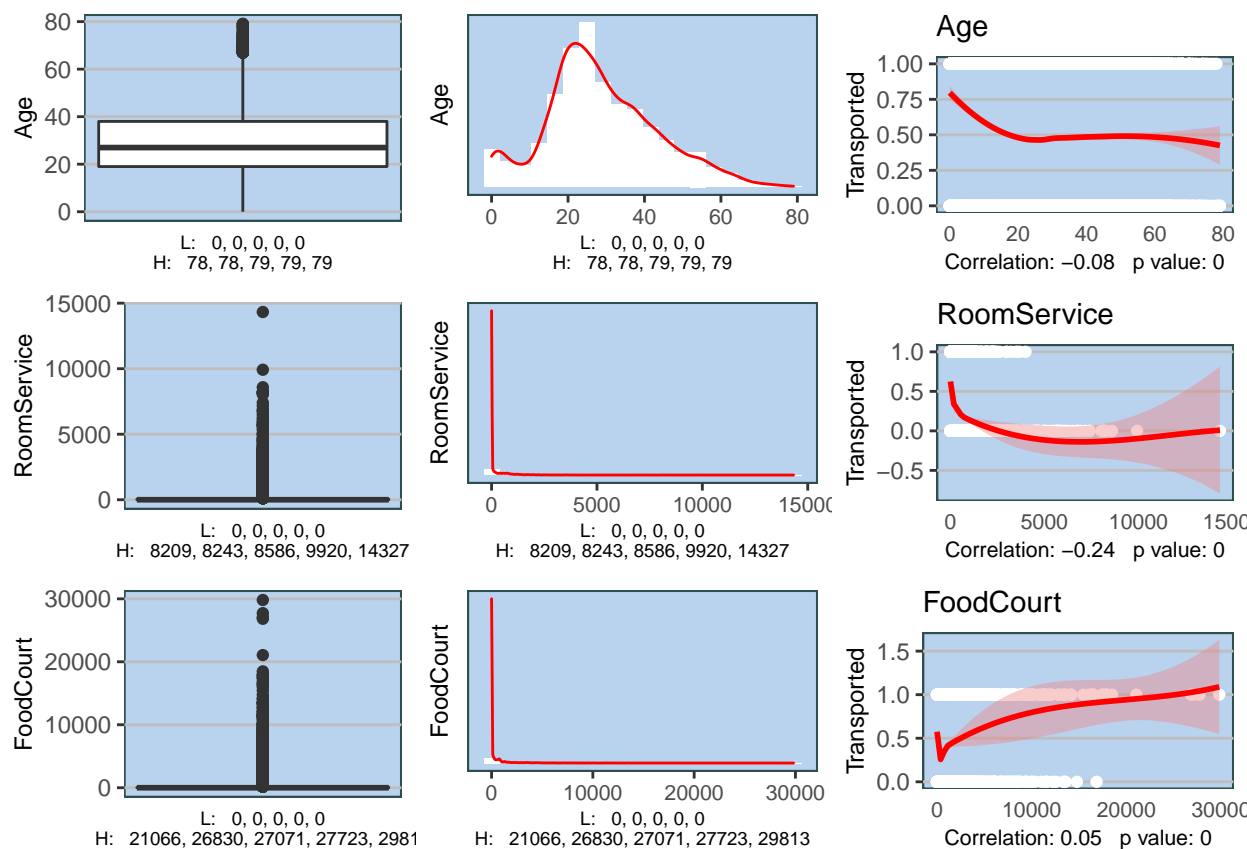 Age
80
60
40
20
0
L: 0, 0, 0, 0, 0
H: 78, 78, 79, 79, 79
Age
0 20 40 60 80
L: 0, 0, 0, 0, 0
H: 78, 78, 79, 79, 79
Age
Transported
1.00
0.75
0.50
0.25
0.00
0 20 40 60 80
Correlation: −0.08 p value: 0
RoomService
15000
10000
5000
0
L: 0, 0, 0, 0, 0
H: 8209, 8243, 8586, 9920, 14327
RoomService
0 5000 10000 15000
L: 0, 0, 0, 0, 0
H: 8209, 8243, 8586, 9920, 14327
RoomService
Transported
1.0
0.5
0.0
−0.5
0 5000 10000 1500
Correlation: −0.24 p value: 0
FoodCourt
30000
20000
10000
0
L: 0, 0, 0, 0, 0
H: 21066, 26830, 27071, 27723, 2981
FoodCourt
0 10000 20000 30000
L: 0, 0, 0, 0, 0
H: 21066, 26830, 27071, 27723, 29813
FoodCourt
Transported
1.5
1.0
0.5
0.0
0 10000 20000 30000
Correlation: 0.05 p value: 0